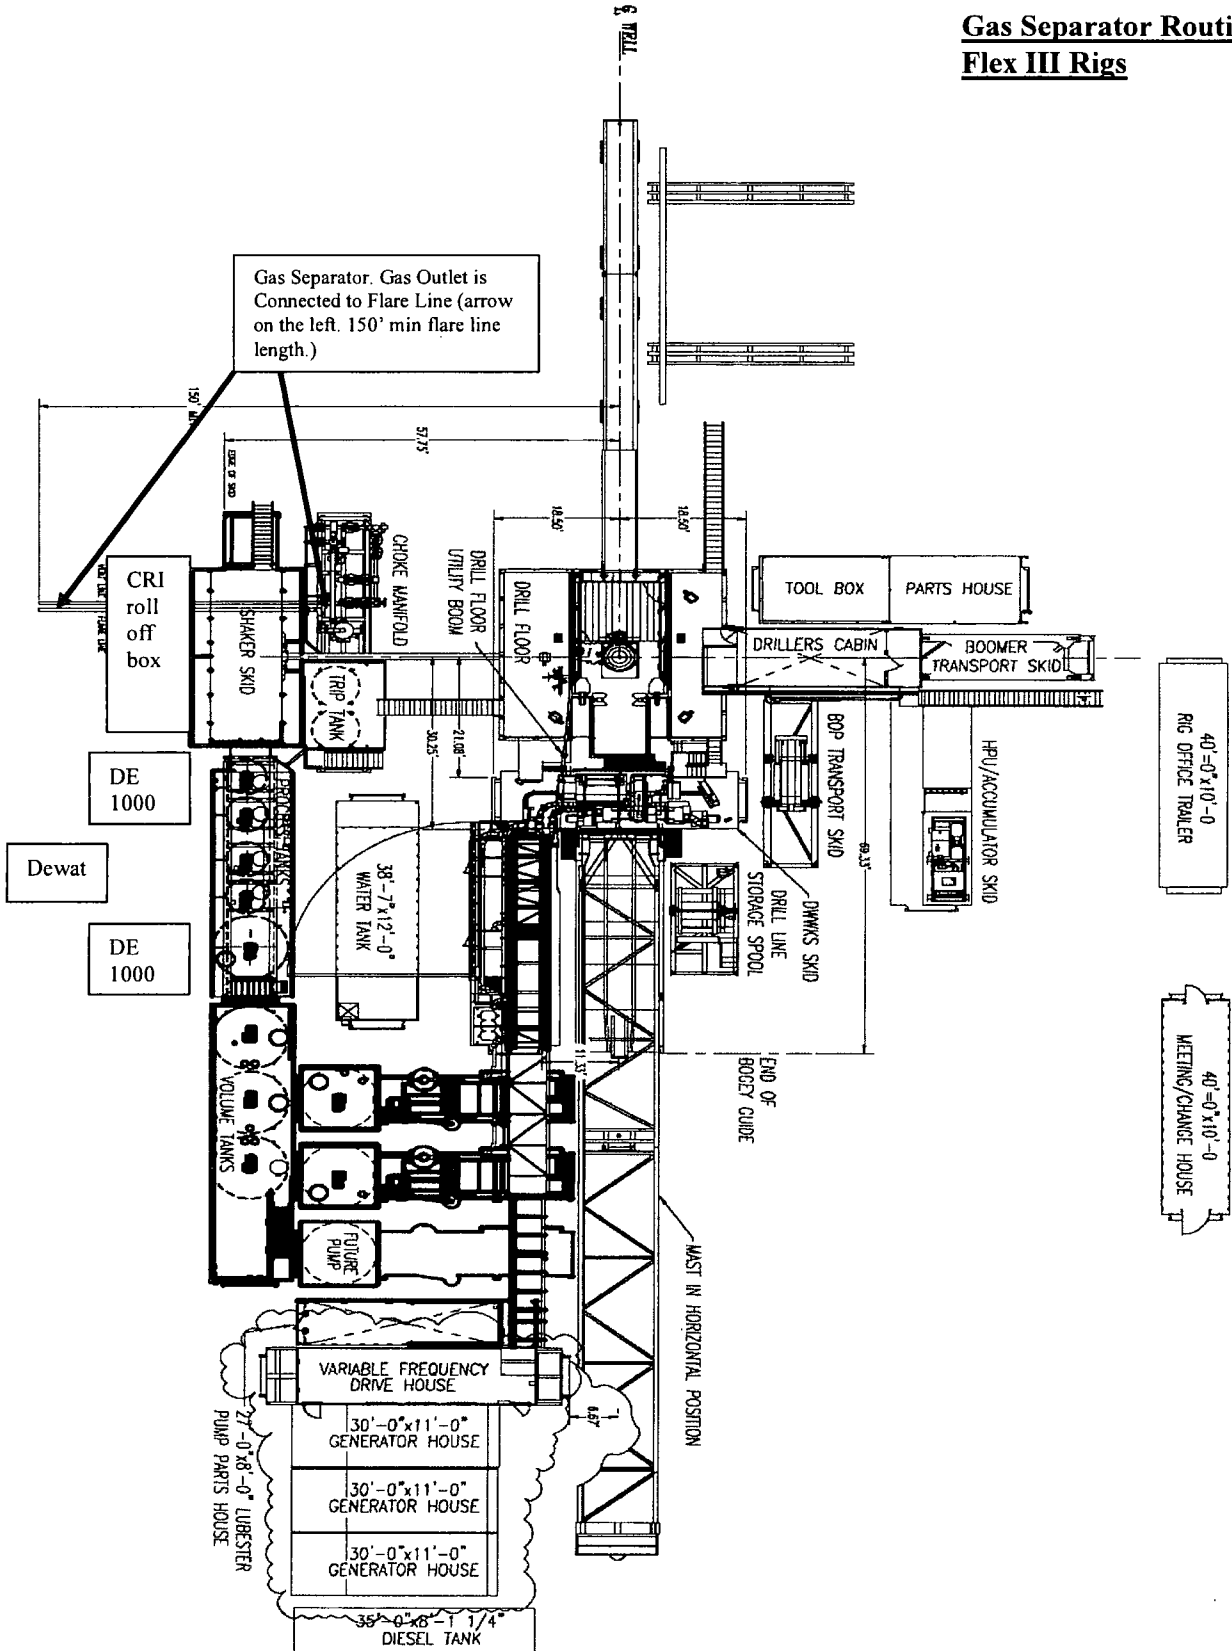 Gas Separator Routi
Flex III Rigs
℄ WELL
Gas Separator. Gas Outlet is
Connected to Flare Line (arrow
on the left. 150' min flare line
length.)
150' MIN
57.75'
EDGE OF SKID
18.50'
18.50'
CHOKE MANIFOLD
DRILL FLOOR
UTILITY BOOM
DRILL FLOOR
TOOL BOX
PARTS HOUSE
DRILLERS CABIN
BOOMER
TRANSPORT SKID
CRI
roll
off
box
FLARE LINE
SHAKER SKID
TRIP TANK
30.25'
21.08'
BOP TRANSPORT SKID
HPU/ACCUMULATOR SKID
40'=0"x10'-0
RIG OFFICE TRAILER
DE
1000
PROCESS TANKS
Dewat
DE
1000
38'-7"x12'-0"
WATER TANK
DRILL LINE
STORAGE SPOOL
DWWKS SKID
69.33'
11.33'
END OF
BOGEY GUIDE
40'=0"x10'-0
MEETING/CHANGE HOUSE
VOLUME TANKS
FUTURE
PUMP
MAST IN HORIZONTAL POSITION
VARIABLE FREQUENCY
DRIVE HOUSE
6.67'
27'-0"x8'-0" LUBESTER
PUMP PARTS HOUSE
30'-0"x11'-0"
GENERATOR HOUSE
30'-0"x11'-0"
GENERATOR HOUSE
30'-0"x11'-0"
GENERATOR HOUSE
35'-0"x8'-1 1/4"
DIESEL TANK